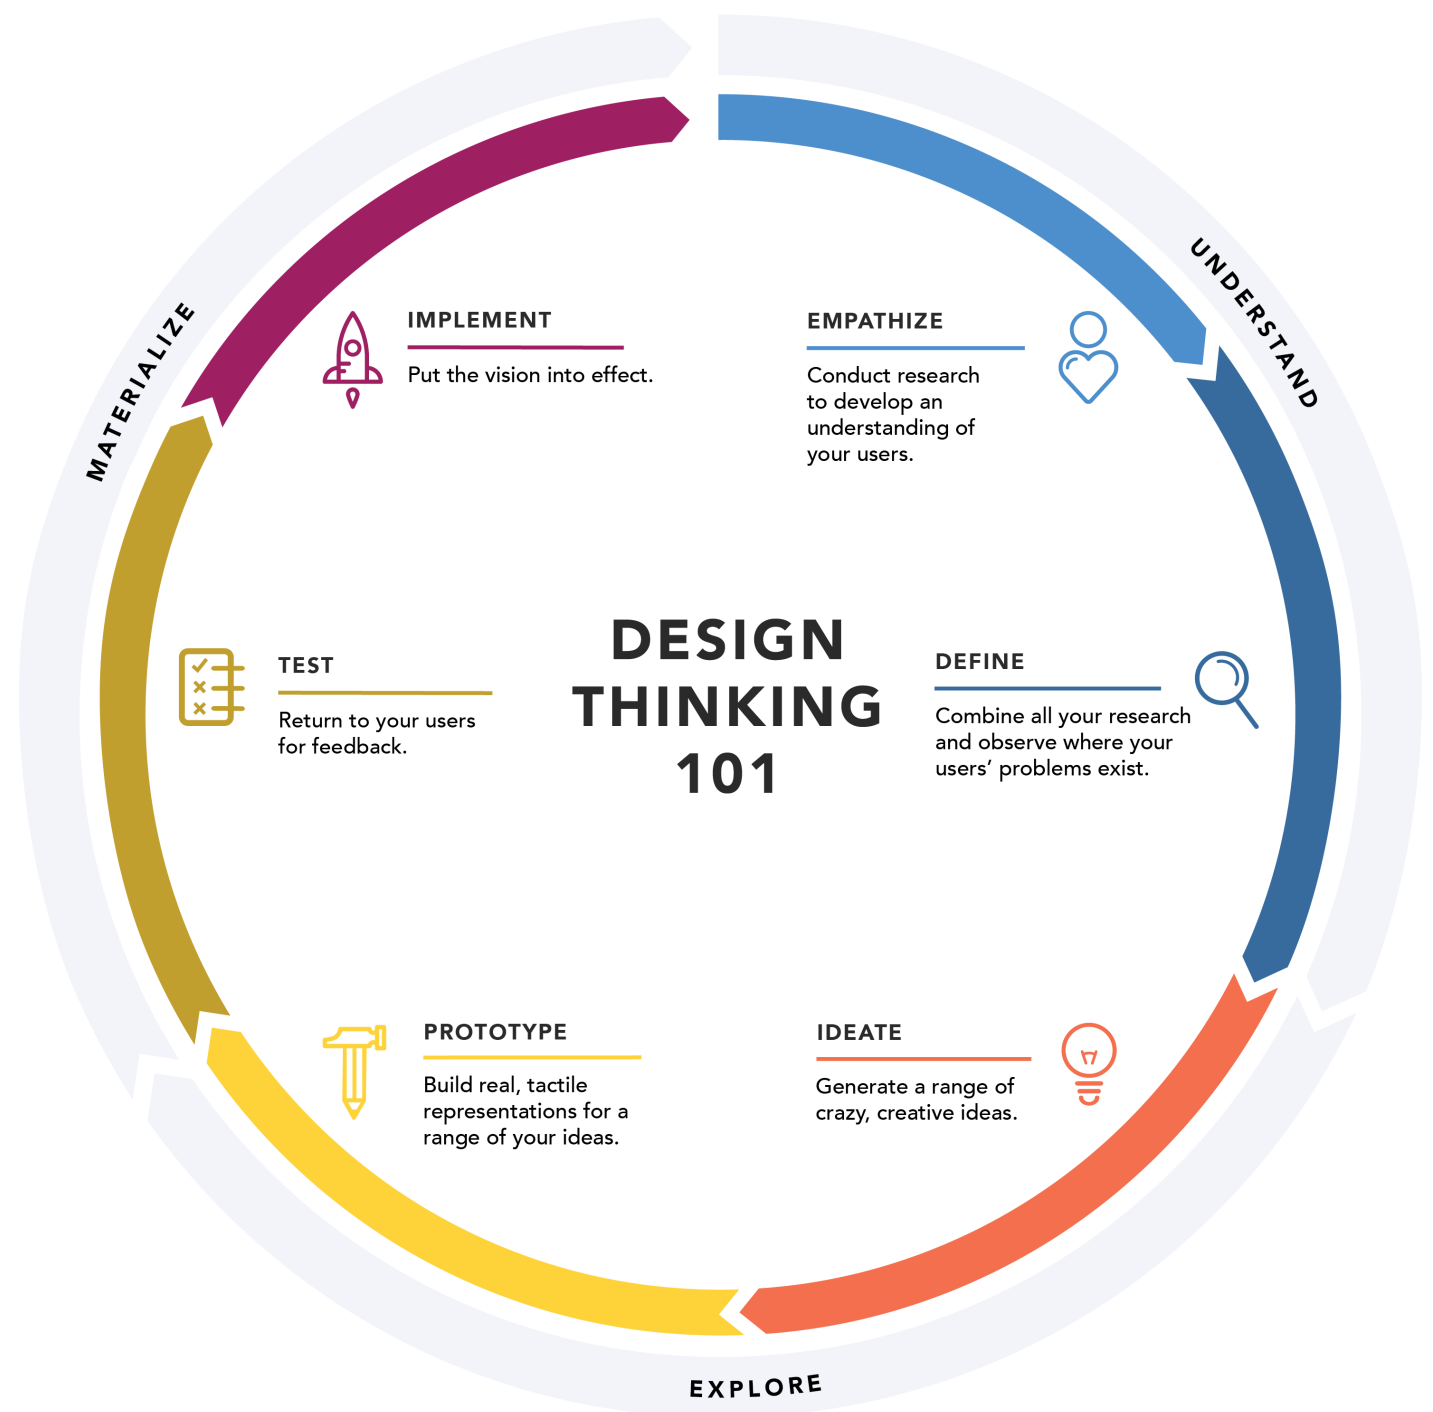 DESIGN
THINKING
101
UNDERSTAND
EMPATHIZE
Conduct research
to develop an
understanding of
your users.
DEFINE
Combine all your research
and observe where your
users’ problems exist.
EXPLORE
IDEATE
Generate a range of
crazy, creative ideas.
PROTOTYPE
Build real, tactile
representations for a
range of your ideas.
MATERIALIZE
TEST
Return to your users
for feedback.
IMPLEMENT
Put the vision into effect.